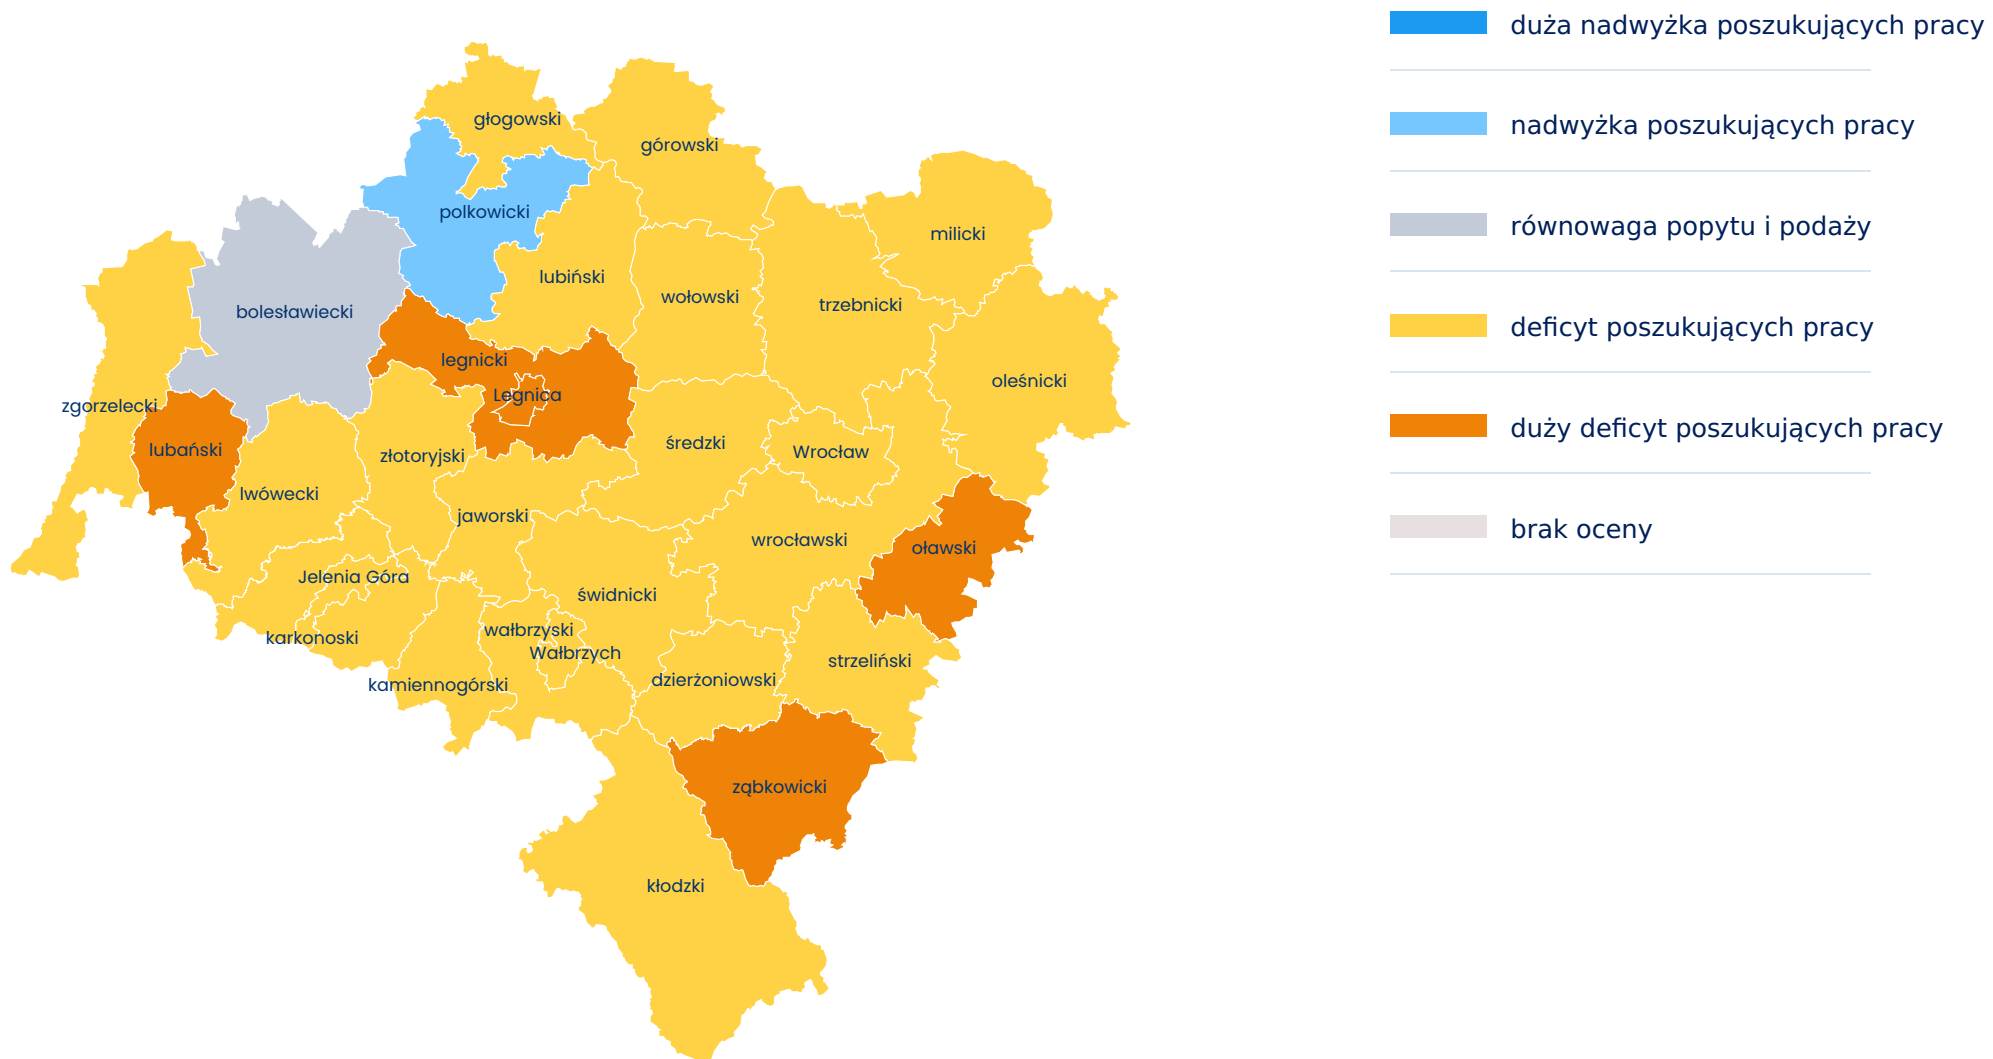 duża nadwyżka poszukujących pracy
nadwyżka poszukujących pracy
równowaga popytu i podaży
deficyt poszukujących pracy
duży deficyt poszukujących pracy
brak oceny
głogowski
górowski
polkowicki
milicki
lubiński
wołowski
trzebnicki
bolesławiecki
legnicki
oleśnicki
Legnica
zgorzelecki
średzki
lubański
Wrocław
złotoryjski
lwówecki
jaworski
wrocławski
oławski
Jelenia Góra
świdnicki
wałbrzyski
karkonoski
Wałbrzych
strzeliński
dzierżoniowski
kamiennogórski
ząbkowicki
kłodzki